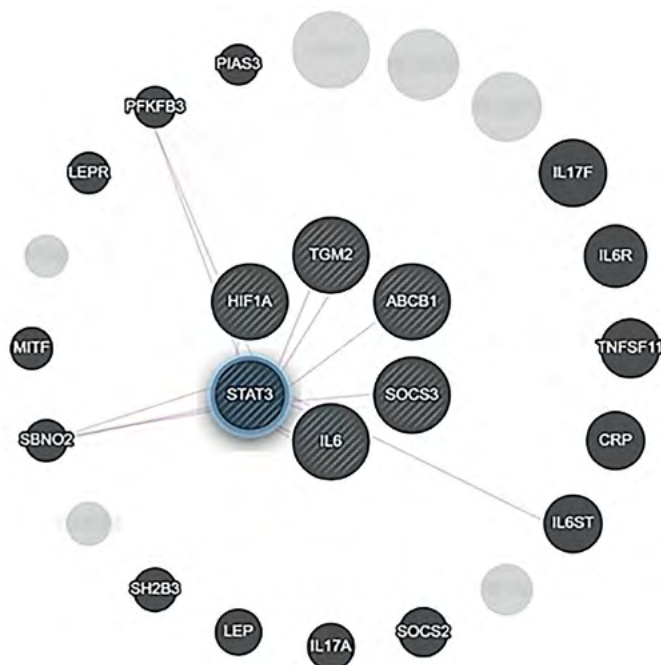 PIAS3
PFKFB3
LEPR
IL17F
IL6R
TGM2
HIF1A
ABCB1
MITF
TNFSF11
STAT3
SOCS3
SBNO2
IL6
CRP
IL6ST
SH2B3
LEP
IL17A
SOCS2